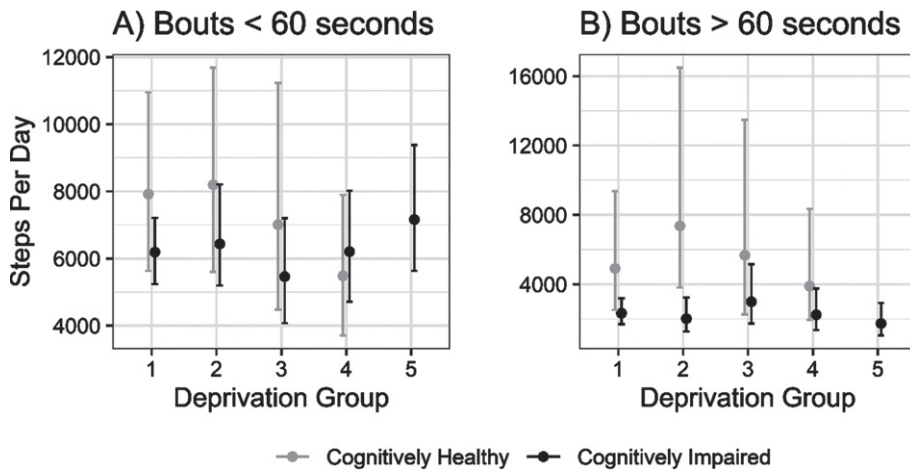 A) Bouts < 60 seconds
B) Bouts > 60 seconds
Steps Per Day
12000
10000
8000
6000
4000
16000
12000
8000
4000
1 2 3 4 5
1 2 3 4 5
Deprivation Group
Deprivation Group
Cognitively Healthy
Cognitively Impaired